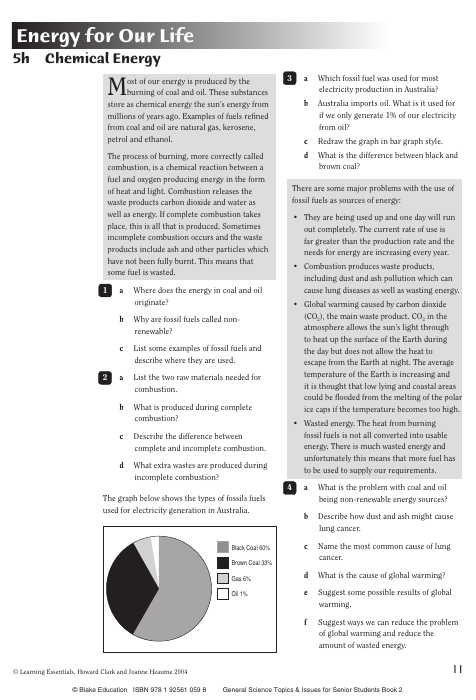 Energy for Our Life
5h Chemical Energy
Most of our energy is produced by the
burning of coal and oil. These substances
store as chemical energy the sun's energy from
millions of years ago. Examples of fuels refined
from coal and oil are natural gas, kerosene,
petrol and ethanol.
The process of burning, more correctly called
combustion, is a chemical reaction between a
fuel and oxygen producing energy in the form
of heat and light. Combustion releases the
waste products carbon dioxide and water as
well as energy. If complete combustion takes
place, this is all that is produced. Sometimes
incomplete combustion occurs and the waste
products include ash and other particles which
have not been fully burnt. This means that
some fuel is wasted.
1 a Where does the energy in coal and oil
originate?
b Why are fossil fuels called non-
renewable?
c List some examples of fossil fuels and
describe where they are used.
2 a List the two raw materials needed for
combustion.
b What is produced during complete
combustion?
c Describe the difference between
complete and incomplete combustion.
d What extra wastes are produced during
incomplete combustion?
The graph below shows the types of fossils fuels
used for electricity generation in Australia.
Black Coal 60%
Brown Coal 33%
Gas 6%
Oil 1%
3 a Which fossil fuel was used for most
electricity production in Australia?
b Australia imports oil. What is it used for
if we only generate 1% of our electricity
from oil?
c Redraw the graph in bar graph style.
d What is the difference between black and
brown coal?
There are some major problems with the use of
fossil fuels as sources of energy:
• They are being used up and one day will run
out completely. The current rate of use is
far greater than the production rate and the
needs for energy are increasing every year.
• Combustion produces waste products,
including dust and ash pollution which can
cause lung diseases as well as wasting energy.
• Global warming caused by carbon dioxide
(CO₂), the main waste product. CO₂ in the
atmosphere allows the sun's light through
to heat up the surface of the Earth during
the day but does not allow the heat to
escape from the Earth at night. The average
temperature of the Earth is increasing and
it is thought that low lying and coastal areas
could be flooded from the melting of the polar
ice caps if the temperature becomes too high.
• Wasted energy. The heat from burning
fossil fuels is not all converted into usable
energy. There is much wasted energy and
unfortunately this means that more fuel has
to be used to supply our requirements.
4 a What is the problem with coal and oil
being non-renewable energy sources?
b Describe how dust and ash might cause
lung cancer.
c Name the most common cause of lung
cancer.
d What is the cause of global warming?
e Suggest some possible results of global
warming.
f Suggest ways we can reduce the problem
of global warming and reduce the
amount of wasted energy.
© Learning Essentials, Howard Clark and Joanne Heaume 2004
11
© Blake Education ISBN 978 1 92561 059 8 General Science Topics & Issues for Senior Students Book 2